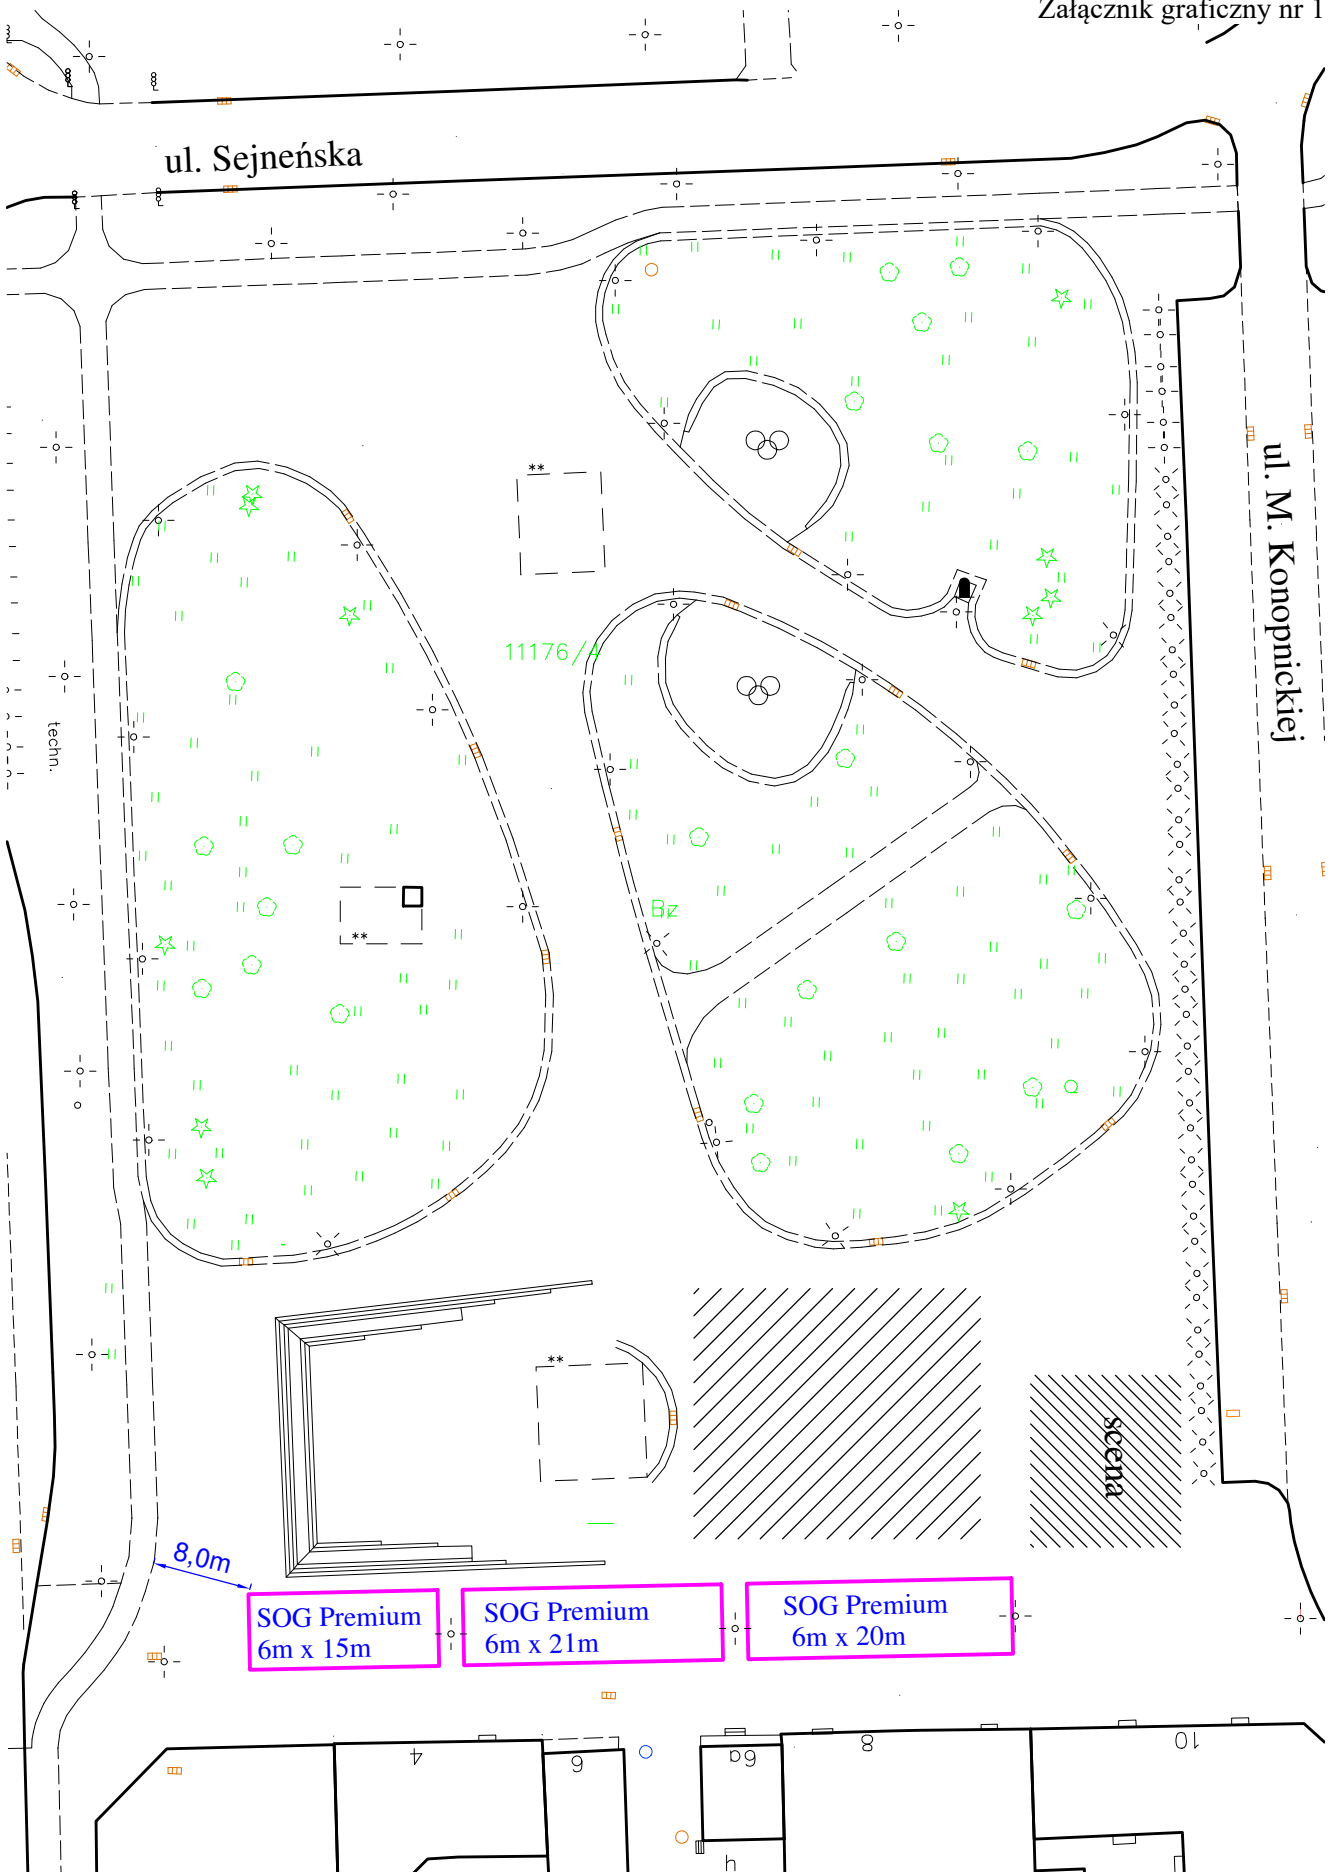 Załącznik graficzny nr 1
ul. Sejneńska
ul. M. Konopnickiej
**
11176/4
techn.
Bz
**
**
scena
8,0m
SOG Premium
6m x 15m
SOG Premium
6m x 21m
SOG Premium
6m x 20m
4
6
6a
8
10
h